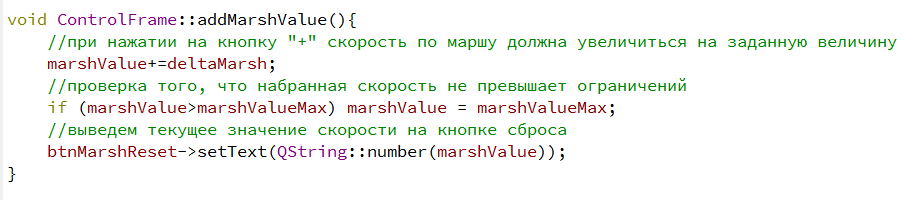 void ControlFrame::addMarshValue(){
//при нажатии на кнопку "+" скорость по маршу должна увеличиться на заданную величину
marshValue+=deltaMarsh;
//проверка того, что набранная скорость не превышает ограничений
if (marshValue>marshValueMax) marshValue = marshValueMax;
//выведем текущее значение скорости на кнопке сброса
btnMarshReset->setText(QString::number(marshValue));
}